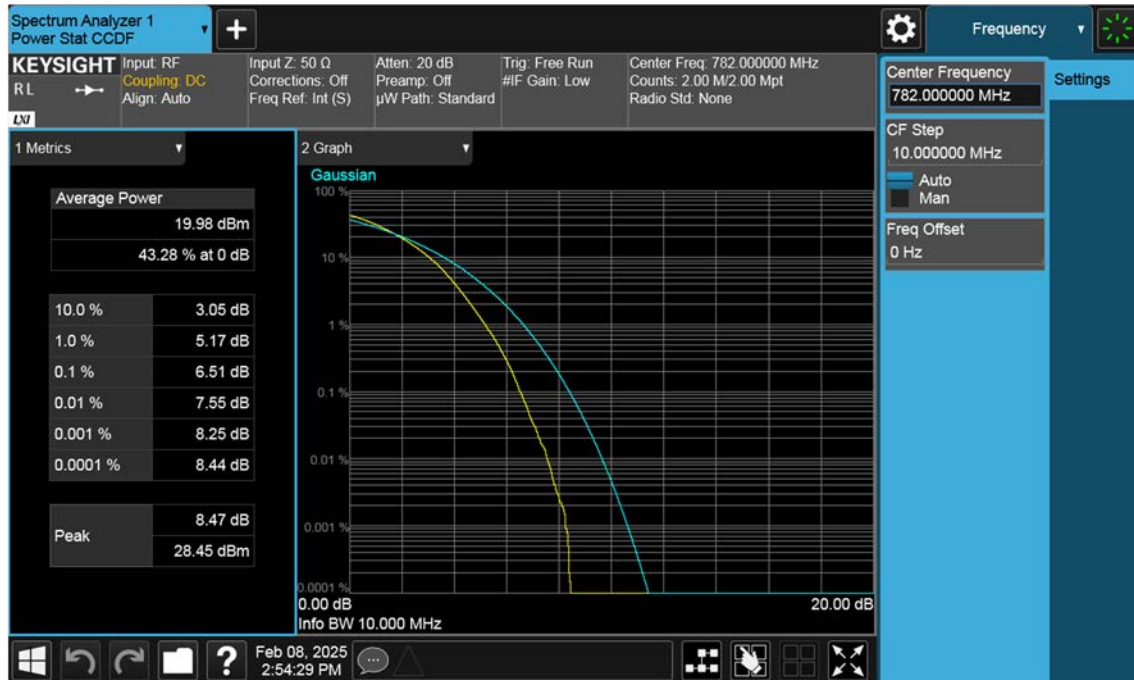 Spectrum Analyzer 1
Power Stat CCDF
+
Frequency
KEYSIGHT
RL
LXI
Input: RF
Coupling: DC
Align: Auto
Input Z: 50 Ω
Corrections: Off
Freq Ref: Int (S)
Atten: 20 dB
Preamp: Off
µW Path: Standard
Trig: Free Run
#IF Gain: Low
Center Freq: 782.000000 MHz
Counts: 2.00 M/2.00 Mpt
Radio Std: None
Center Frequency
782.000000 MHz
Settings
CF Step
10.000000 MHz
Auto
Man
Freq Offset
0 Hz
1 Metrics
Average Power
19.98 dBm
43.28 % at 0 dB
10.0 % 3.05 dB
1.0 % 5.17 dB
0.1 % 6.51 dB
0.01 % 7.55 dB
0.001 % 8.25 dB
0.0001 % 8.44 dB
Peak
8.47 dB
28.45 dBm
2 Graph
Gaussian
100 %
10 %
1 %
0.1 %
0.01 %
0.001 %
0.0001 %
0.00 dB 20.00 dB
Info BW 10.000 MHz
?
Feb 08, 2025
2:54:29 PM